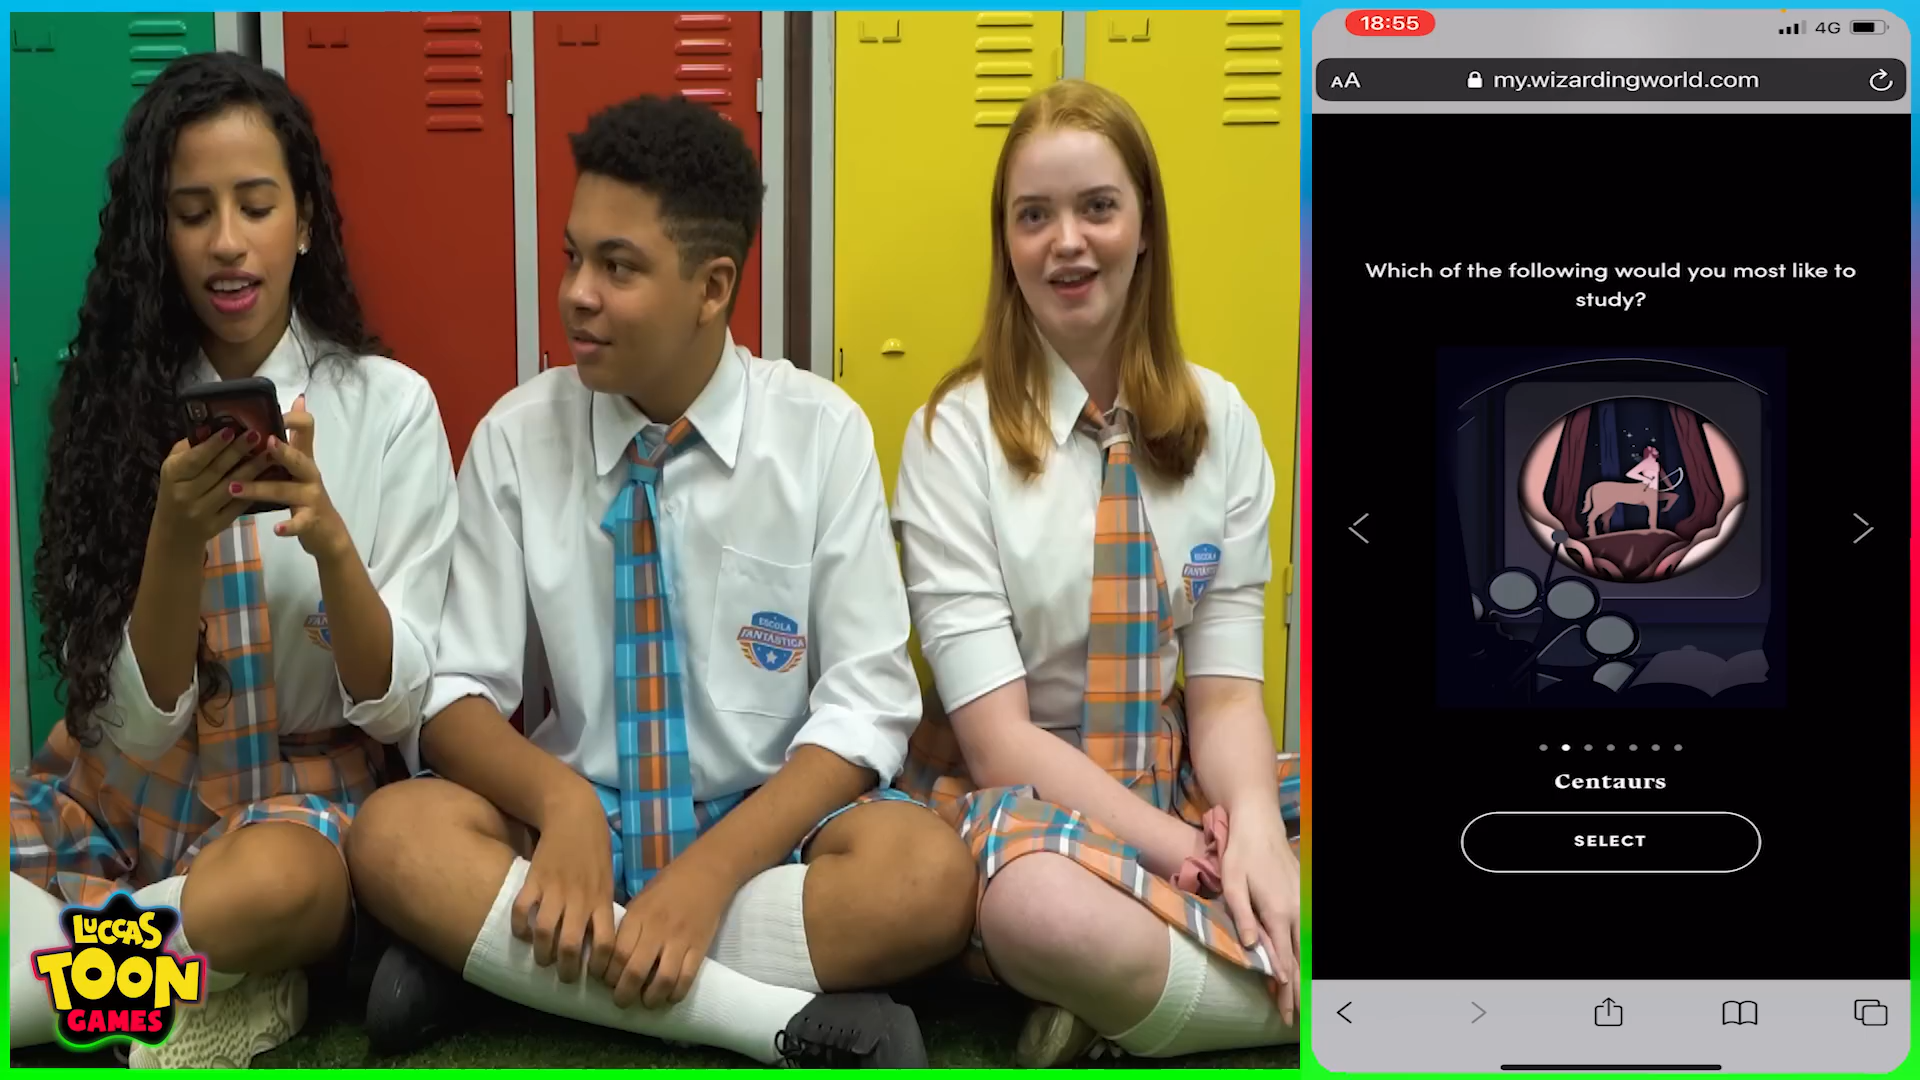 18:55
4G
AA
my.wizardingworld.com
Which of the following would you most like to
study?
Centaurs
SELECT
ESCOLA
FANTÁSTICA
ESCOLA
LUCCAS
TOON
GAMES